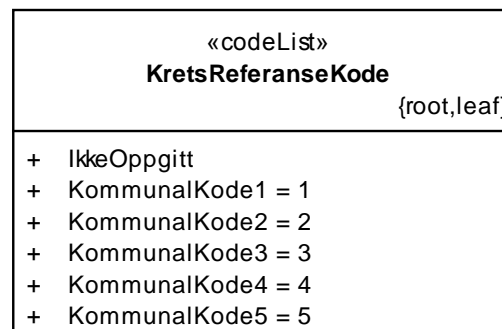 «codeList»
KretsReferanseKode
{root,leaf}
+ IkkeOppgitt
+ KommunalKode1 = 1
+ KommunalKode2 = 2
+ KommunalKode3 = 3
+ KommunalKode4 = 4
+ KommunalKode5 = 5